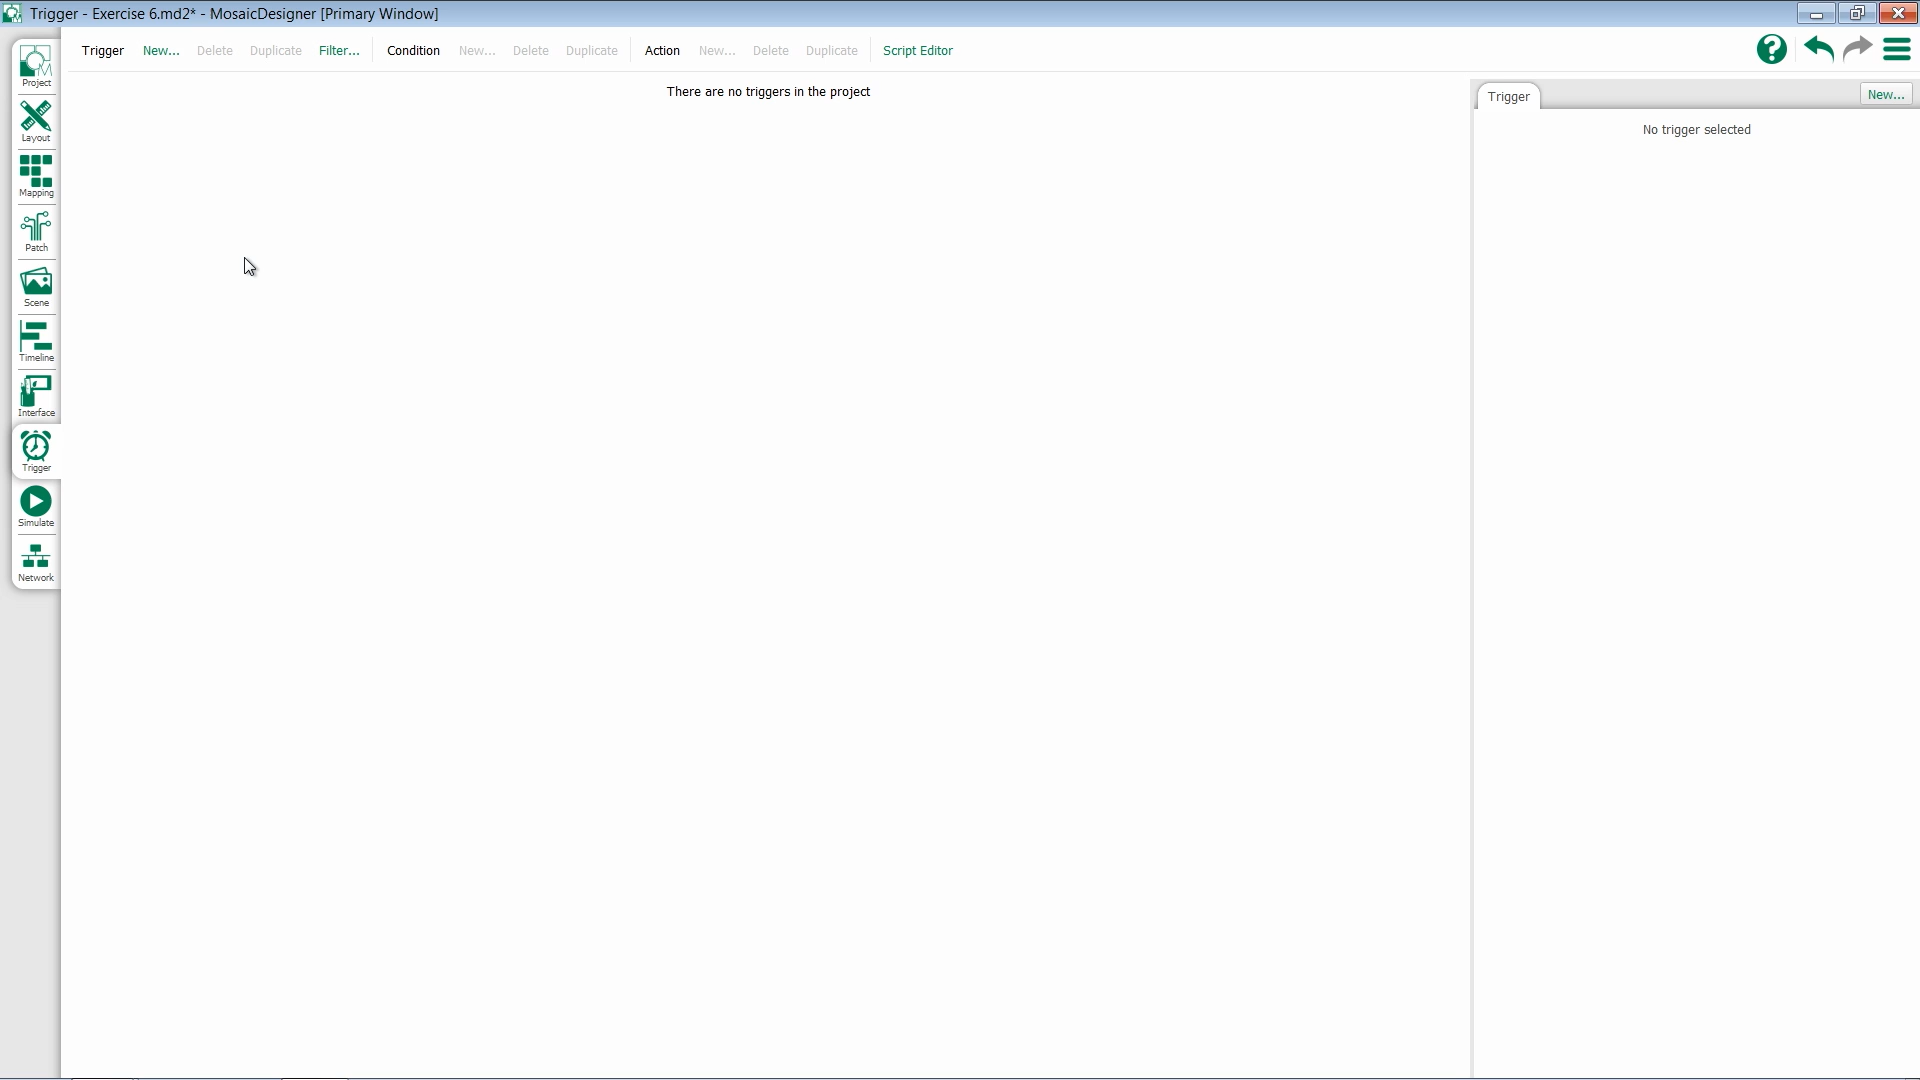 Trigger - Exercise 6.md2* - MosaicDesigner [Primary Window]
Trigger New... Delete Duplicate Filter... Condition New... Delete Duplicate Action New... Delete Duplicate Script Editor
There are no triggers in the project
Trigger New...
No trigger selected
Project
Layout
Mapping
Patch
Scene
Timeline
Interface
Trigger
Simulate
Network